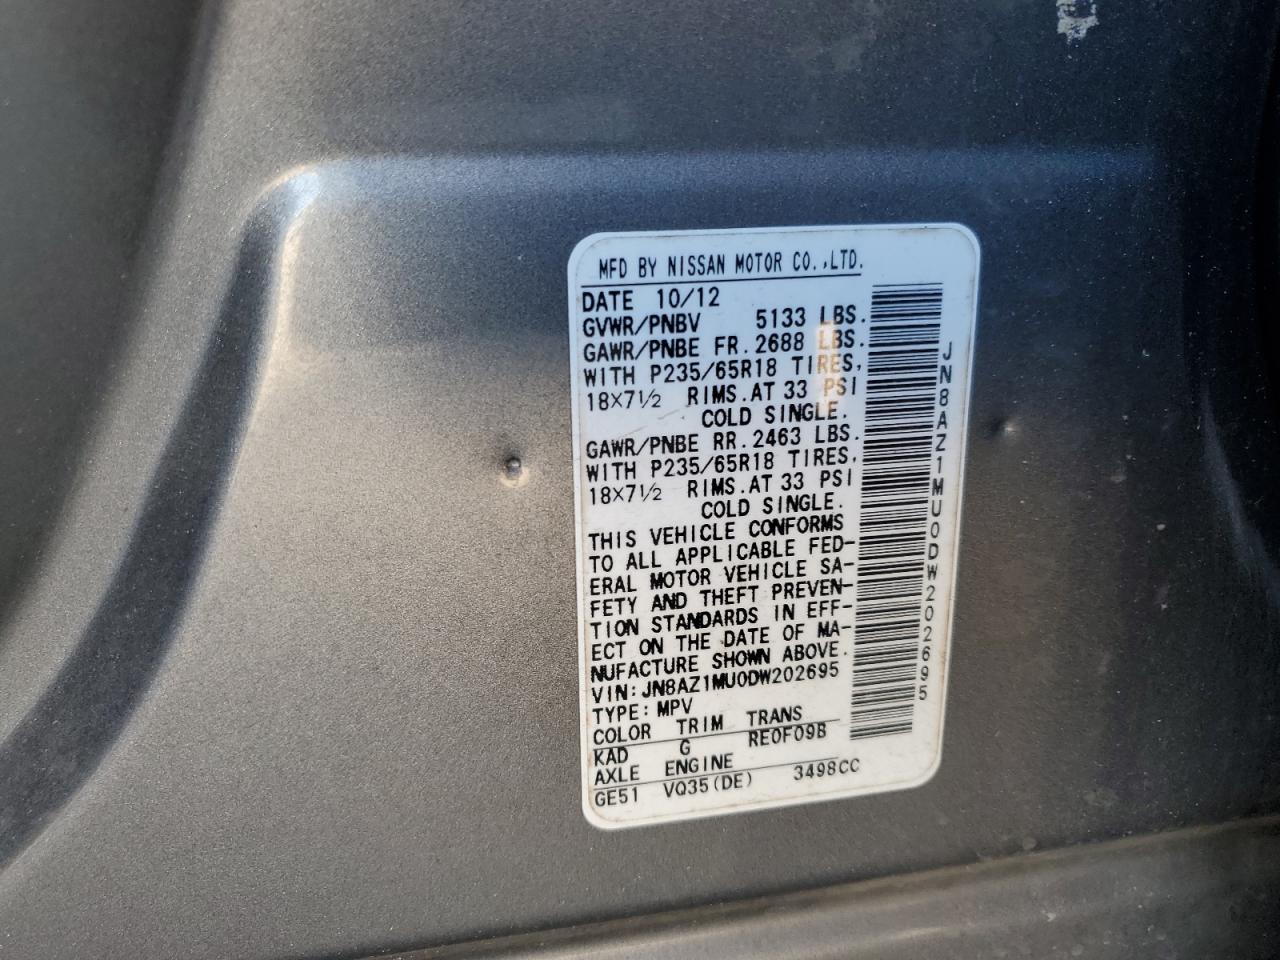 MFD BY NISSAN MOTOR CO.,LTD.
DATE 10/12
GVWR/PNBV 5133 LBS.
GAWR/PNBE FR.2688 LBS.
WITH P235/65R18 TIRES,
18×7½ RIMS.AT 33 PSI
COLD SINGLE.
GAWR/PNBE RR.2463 LBS.
WITH P235/65R18 TIRES,
18×7½ RIMS.AT 33 PSI
COLD SINGLE.
THIS VEHICLE CONFORMS
TO ALL APPLICABLE FED-
ERAL MOTOR VEHICLE SA-
FETY AND THEFT PREVEN-
TION STANDARDS IN EFF-
ECT ON THE DATE OF MA-
NUFACTURE SHOWN ABOVE.
VIN:JN8AZ1MU0DW202695
TYPE:MPV
COLOR TRIM TRANS
KAD G RE0F09B
AXLE ENGINE
GE51 VQ35(DE) 3498CC
JN8AZ1MU0DW202695